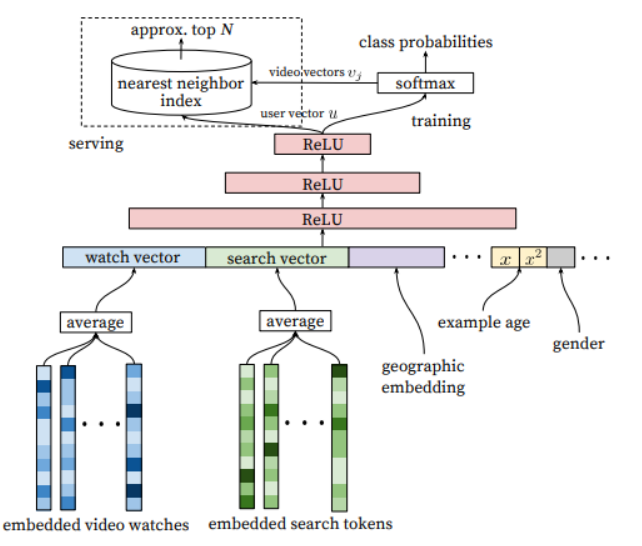 approx. top N
class probabilities
nearest neighbor
index
video vectors v_j
softmax
user vector u
training
serving
ReLU
ReLU
ReLU
watch vector
search vector
x
x²
average
average
example age
gender
geographic
embedding
embedded video watches
embedded search tokens